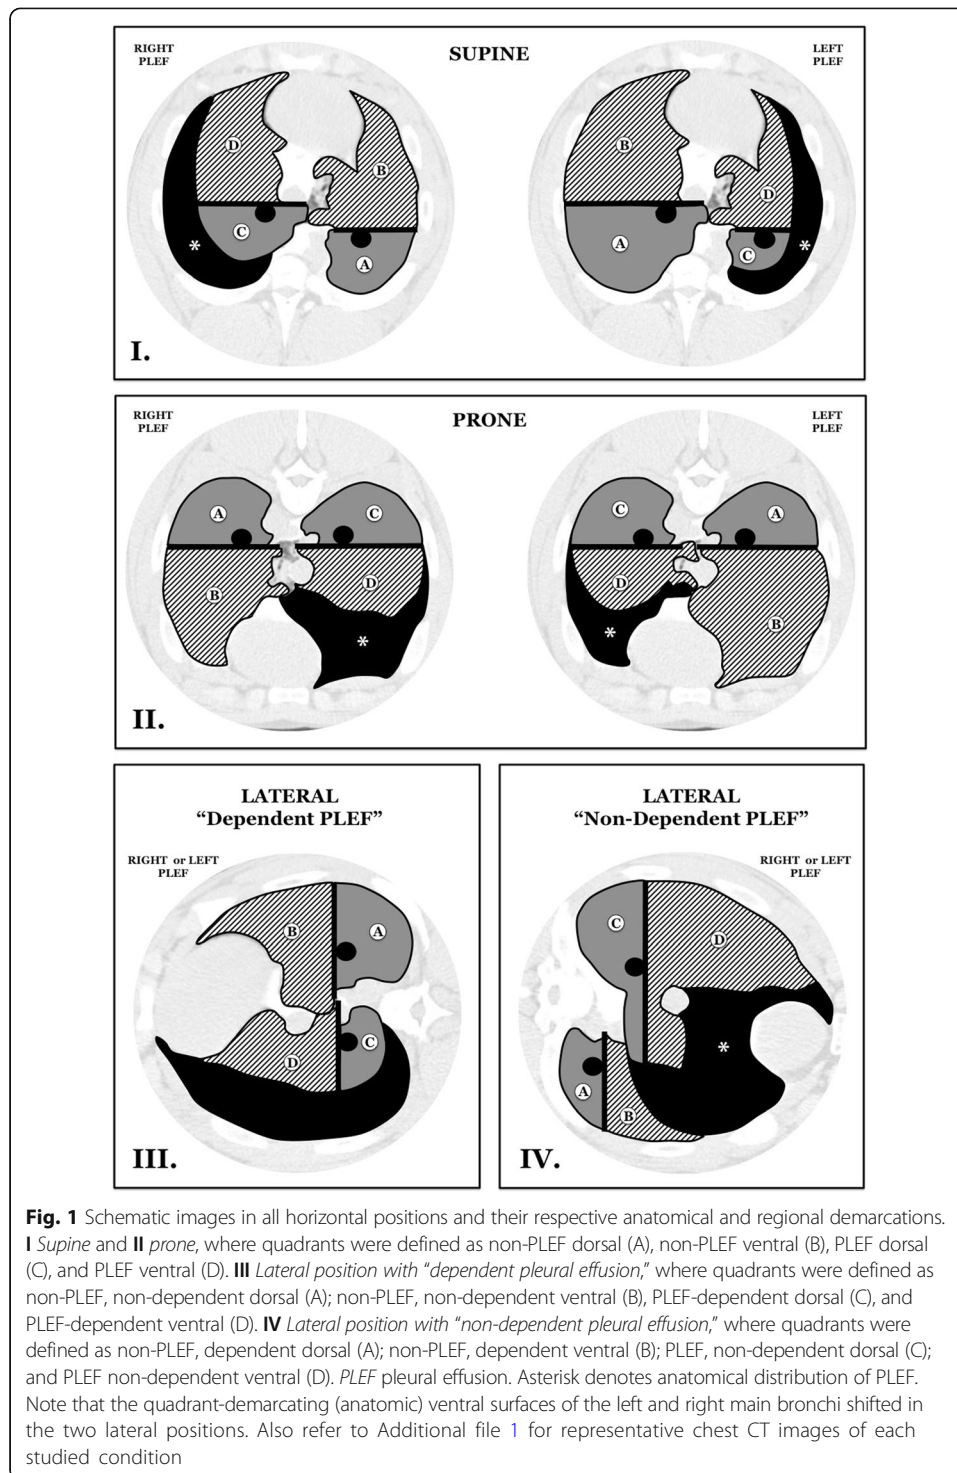 RIGHT
PLEF
SUPINE
LEFT
PLEF
D
B
*
C
A
B
D
A
C
*
I.
RIGHT
PLEF
PRONE
LEFT
PLEF
A
C
B
D
*
C
A
D
B
*
II.
LATERAL
“Dependent PLEF”
RIGHT or LEFT
PLEF
B
A
C
D
III.
LATERAL
“Non-Dependent PLEF”
RIGHT or LEFT
PLEF
C
D
*
A
B
IV.
Fig. 1 Schematic images in all horizontal positions and their respective anatomical and regional demarcations.
I Supine and II prone, where quadrants were defined as non-PLEF dorsal (A), non-PLEF ventral (B), PLEF dorsal
(C), and PLEF ventral (D). III Lateral position with “dependent pleural effusion,” where quadrants were defined as
non-PLEF, non-dependent dorsal (A); non-PLEF, non-dependent ventral (B), PLEF-dependent dorsal (C), and
PLEF-dependent ventral (D). IV Lateral position with “non-dependent pleural effusion,” where quadrants were
defined as non-PLEF, dependent dorsal (A); non-PLEF, dependent ventral (B); PLEF, non-dependent dorsal (C);
and PLEF non-dependent ventral (D). PLEF pleural effusion. Asterisk denotes anatomical distribution of PLEF.
Note that the quadrant-demarcating (anatomic) ventral surfaces of the left and right main bronchi shifted in
the two lateral positions. Also refer to Additional file 1 for representative chest CT images of each
studied condition